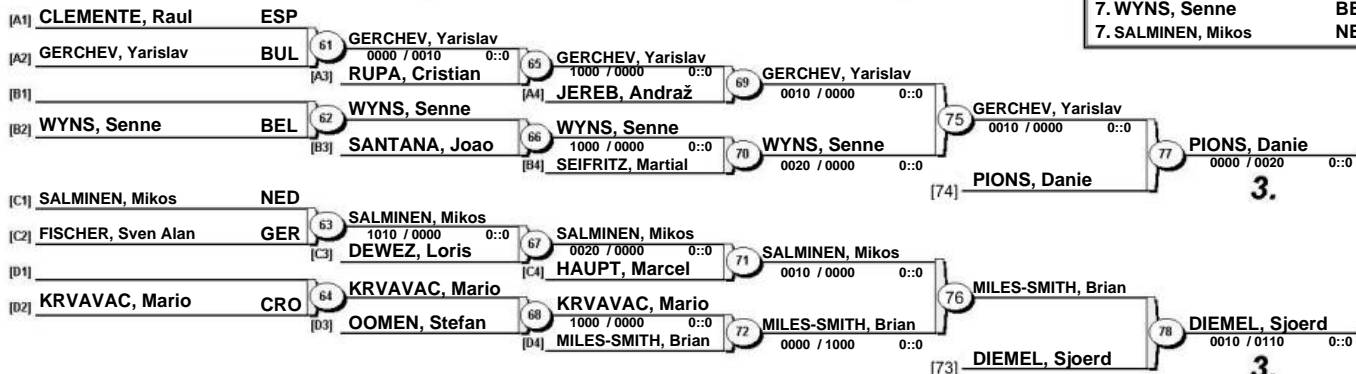 7. WYNS, Senne BE
7. SALMINEN, Mikos NE
[A1] CLEMENTE, Raul ESP
[A2] GERCHEV, Yarislav BUL
61 GERCHEV, Yarislav
0000 / 0010 0::0
[A3] RUPA, Cristian
65 GERCHEV, Yarislav
1000 / 0000 0::0
[A4] JEREB, Andraž
69 GERCHEV, Yarislav
0010 / 0000 0::0
[B1]
[B2] WYNS, Senne BEL
62 WYNS, Senne
[B3] SANTANA, Joao
66 WYNS, Senne
1000 / 0000 0::0
[B4] SEIFRITZ, Martial
70 WYNS, Senne
0020 / 0000 0::0
75 GERCHEV, Yarislav
0010 / 0000 0::0
[74] PIONS, Danie
77 PIONS, Danie
0000 / 0020 0::0
3.
[C1] SALMINEN, Mikos NED
[C2] FISCHER, Sven Alan GER
63 SALMINEN, Mikos
1010 / 0000 0::0
[C3] DEWEZ, Loris
67 SALMINEN, Mikos
0020 / 0000 0::0
[C4] HAUPT, Marcel
71 SALMINEN, Mikos
0010 / 0000 0::0
[D1]
[D2] KRVAVAC, Mario CRO
64 KRVAVAC, Mario
[D3] OOMEN, Stefan
68 KRVAVAC, Mario
1000 / 0000 0::0
[D4] MILES-SMITH, Brian
72 MILES-SMITH, Brian
0000 / 1000 0::0
76 MILES-SMITH, Brian
[73] DIEMEL, Sjoerd
78 DIEMEL, Sjoerd
0010 / 0110 0::0
3.